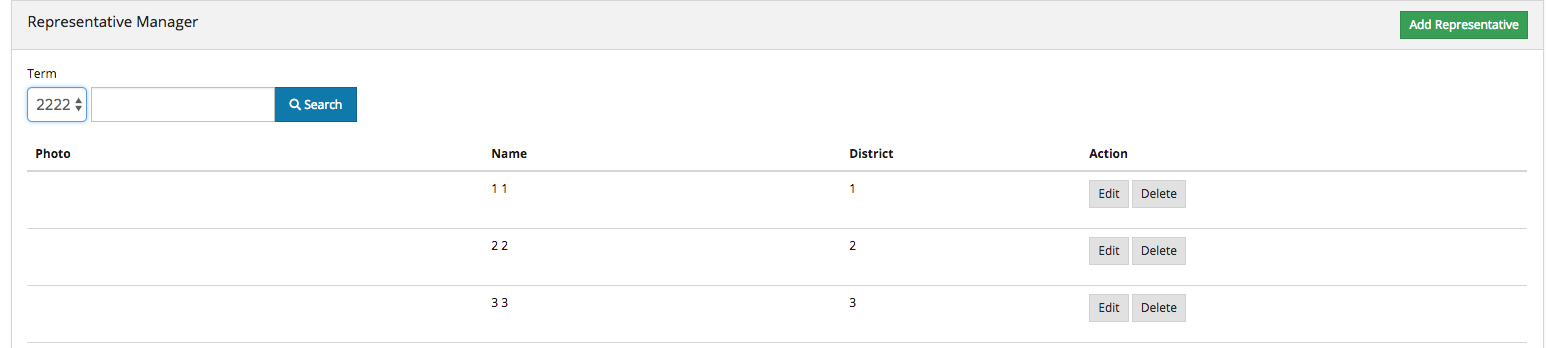 Representative Manager
Add Representative
Term
2222
Search
Photo Name District Action
1 1 1 Edit Delete
2 2 2 Edit Delete
3 3 3 Edit Delete